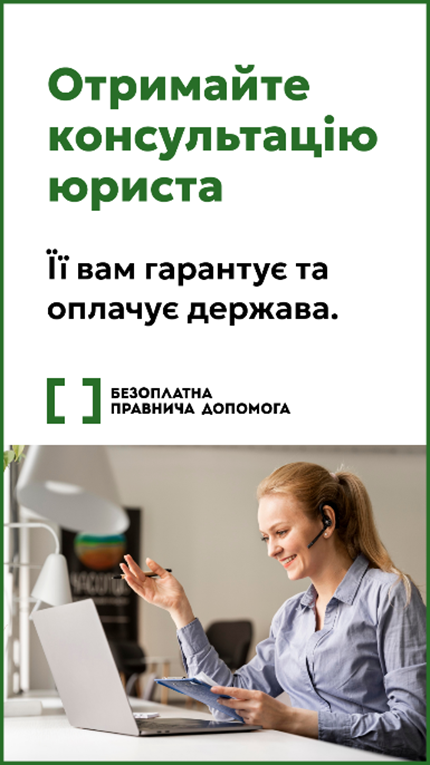 Отримайте
консультацію
юриста
Її вам гарантує та
оплачує держава.
БЕЗОПЛАТНА
ПРАВНИЧА ДОПОМОГА